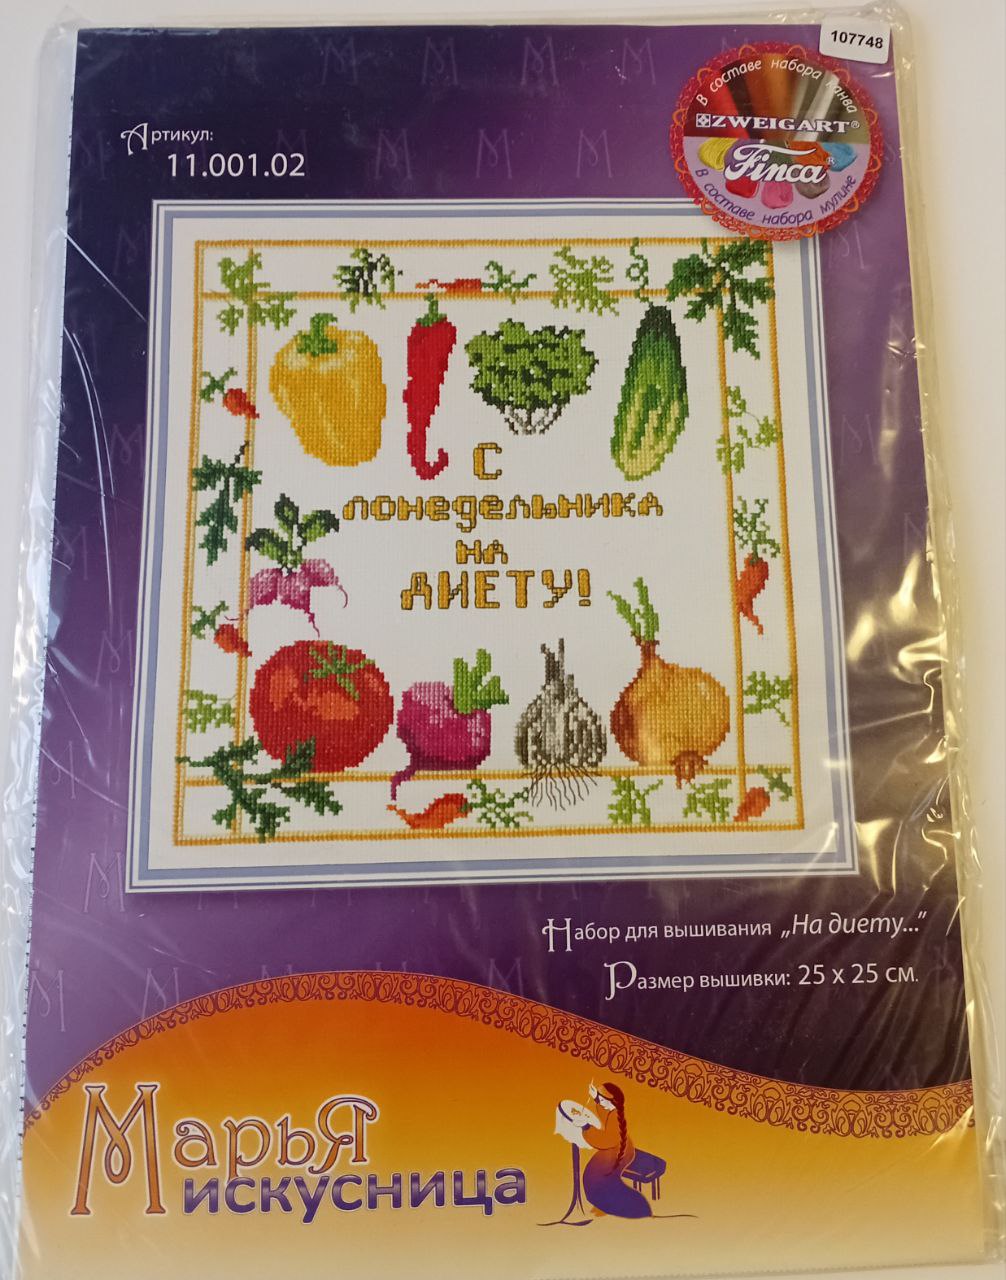 107748
В составе набора канва
ZWEIGART®
Finca®
В составе набора мулине
Артикул:
11.001.02
С
понедельника
на
ДИЕТУ!
Набор для вышивания „На диету...“
Размер вышивки: 25 x 25 см.
МарьЯ
искусница